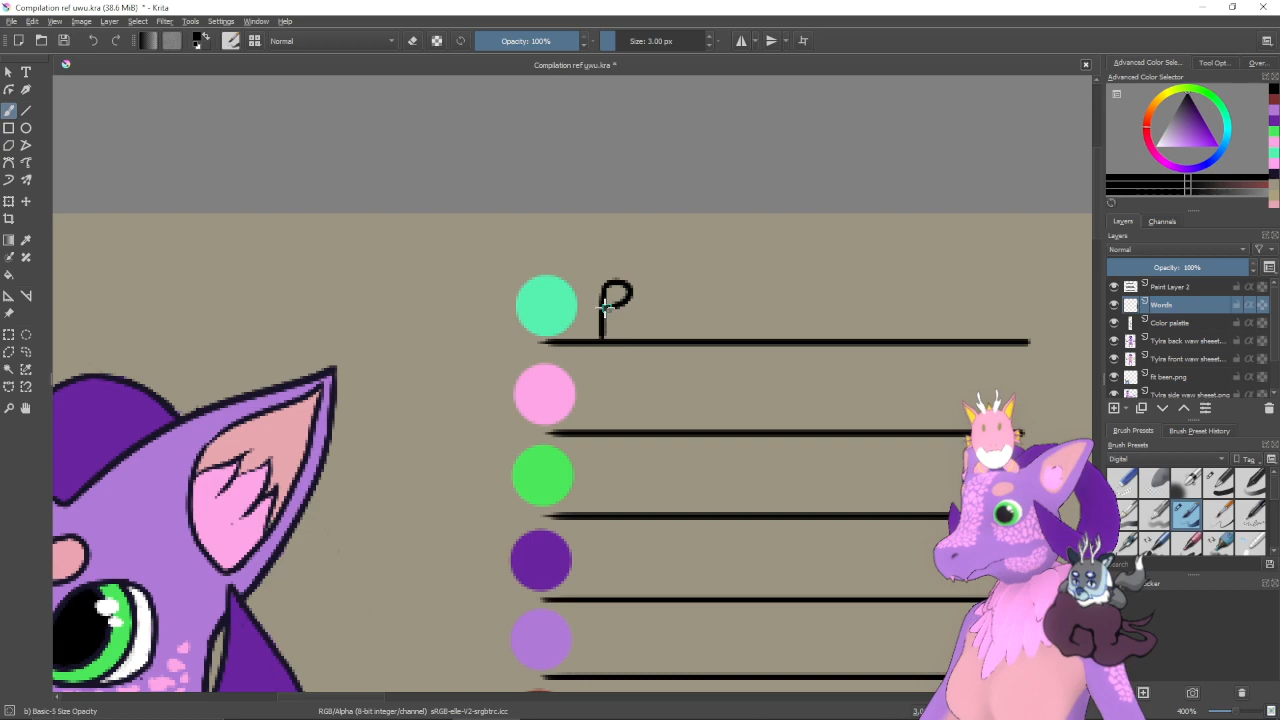 Compilation ref uwu.kra (38.6 MiB) * - Krita
File Edit View Image Layer Select Filter Tools Settings Window Help
Normal Opacity: 100% Size: 3.00 px
Compilation ref uwu.kra *
Advanced Color Sele... Tool Opt... Over...
Advanced Color Selector
P
Layers Channels
Layers
Normal
Opacity: 100%
Paint Layer 2
Words
Color palette
Tylra back waw sheeet...
Tylra front waw sheet...
fit been.png
Tylra side waw sheet.png
Brush Presets Brush Preset History
Brush Presets
Digital Tag
b) Basic-5 Size Opacity RGB/Alpha (8-bit integer/channel) sRGB-elle-V2-srgbtrc.icc 400%